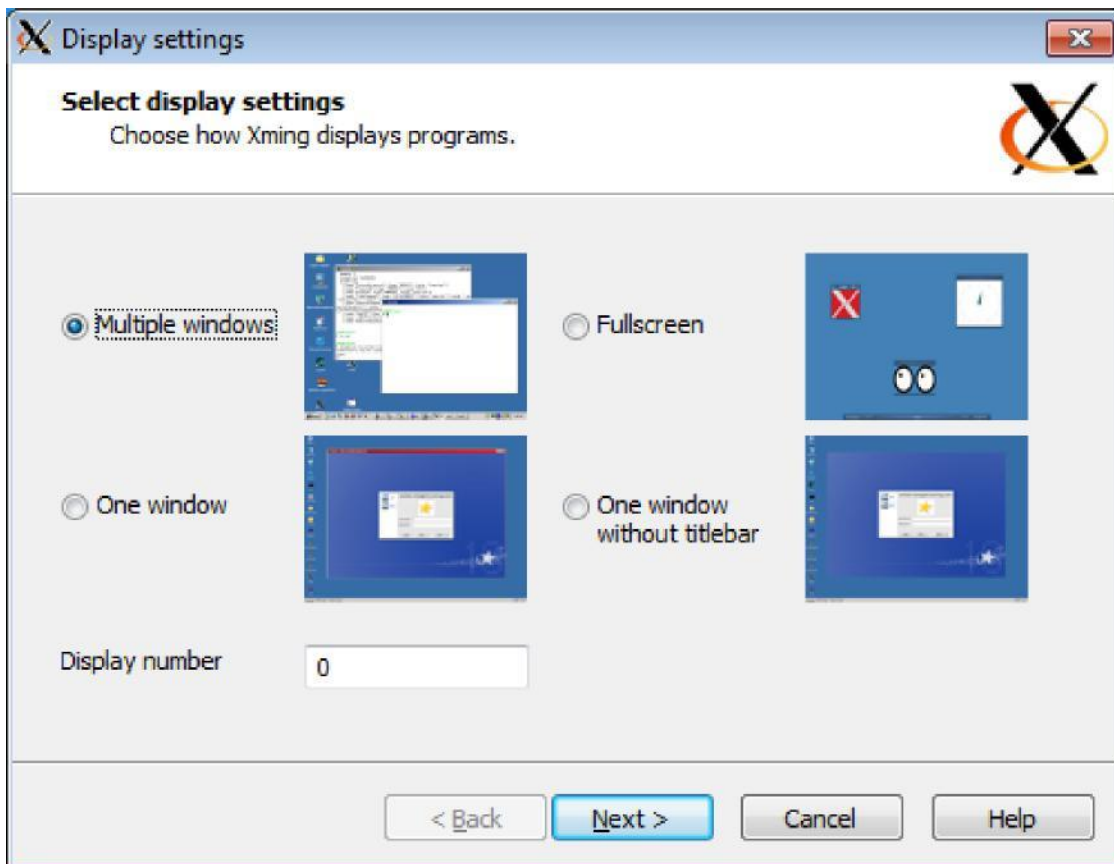 Display settings
Select display settings
Choose how Xming displays programs.
Multiple windows
Fullscreen
One window
One window
without titlebar
Display number
0
< Back
Next >
Cancel
Help